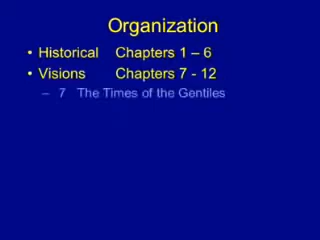 Organization
• Historical Chapters 1 – 6
• Visions Chapters 7 - 12
– 7 The Times of the Gentiles